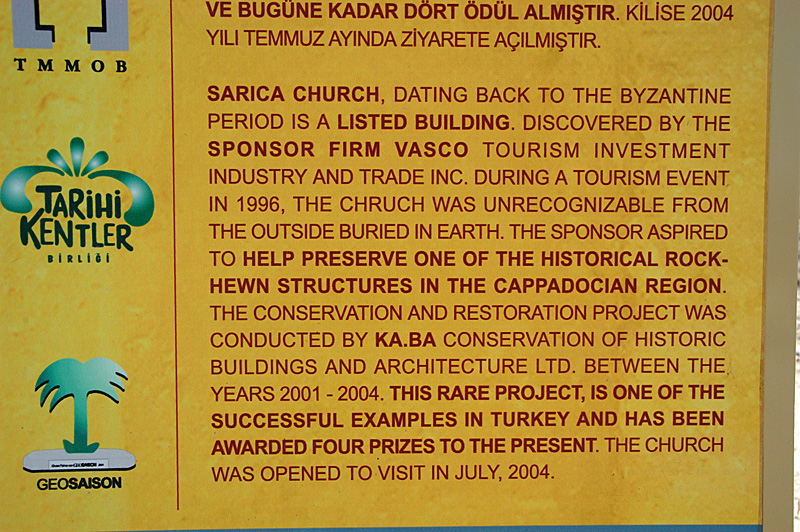 VE BUGÜNE KADAR DÖRT ÖDÜL ALMIŞTIR. KİLİSE 2004
YILI TEMMUZ AYINDA ZİYARETE AÇILMIŞTIR.
TMMOB
SARICA CHURCH, DATING BACK TO THE BYZANTINE
PERIOD IS A LISTED BUILDING. DISCOVERED BY THE
SPONSOR FIRM VASCO TOURISM INVESTMENT
INDUSTRY AND TRADE INC. DURING A TOURISM EVENT
IN 1996, THE CHRUCH WAS UNRECOGNIZABLE FROM
THE OUTSIDE BURIED IN EARTH. THE SPONSOR ASPIRED
TO HELP PRESERVE ONE OF THE HISTORICAL ROCK-
HEWN STRUCTURES IN THE CAPPADOCIAN REGION.
THE CONSERVATION AND RESTORATION PROJECT WAS
CONDUCTED BY KA.BA CONSERVATION OF HISTORIC
BUILDINGS AND ARCHITECTURE LTD. BETWEEN THE
YEARS 2001 - 2004. THIS RARE PROJECT, IS ONE OF THE
SUCCESSFUL EXAMPLES IN TURKEY AND HAS BEEN
AWARDED FOUR PRIZES TO THE PRESENT. THE CHURCH
WAS OPENED TO VISIT IN JULY, 2004.
TARİHİ
KENTLER
BİRLİĞİ
GEOSAISON
GEOSAISON